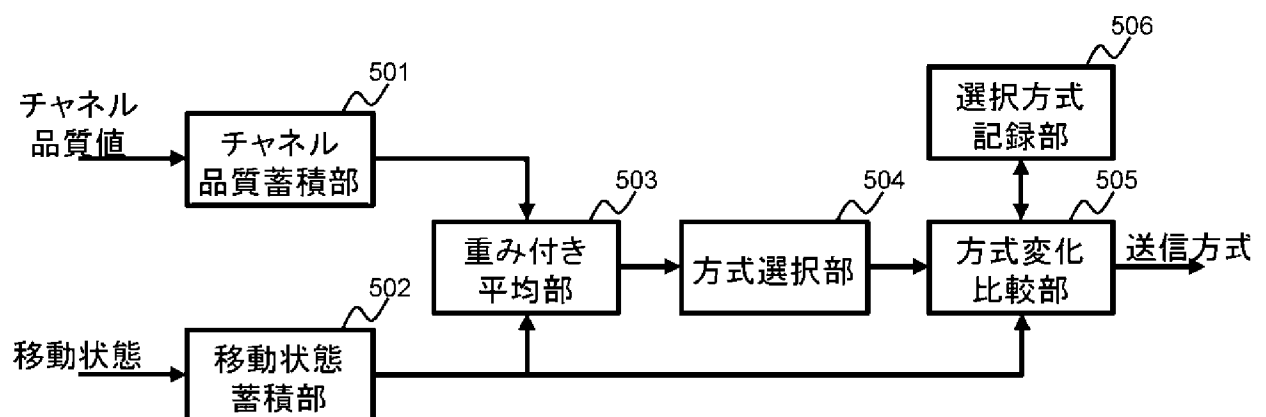 506
選択方式
記録部
501
チャネル
品質値
チャネル
品質蓄積部
503
重み付き
平均部
504
方式選択部
505
方式変化
比較部
送信方式
502
移動状態
移動状態
蓄積部